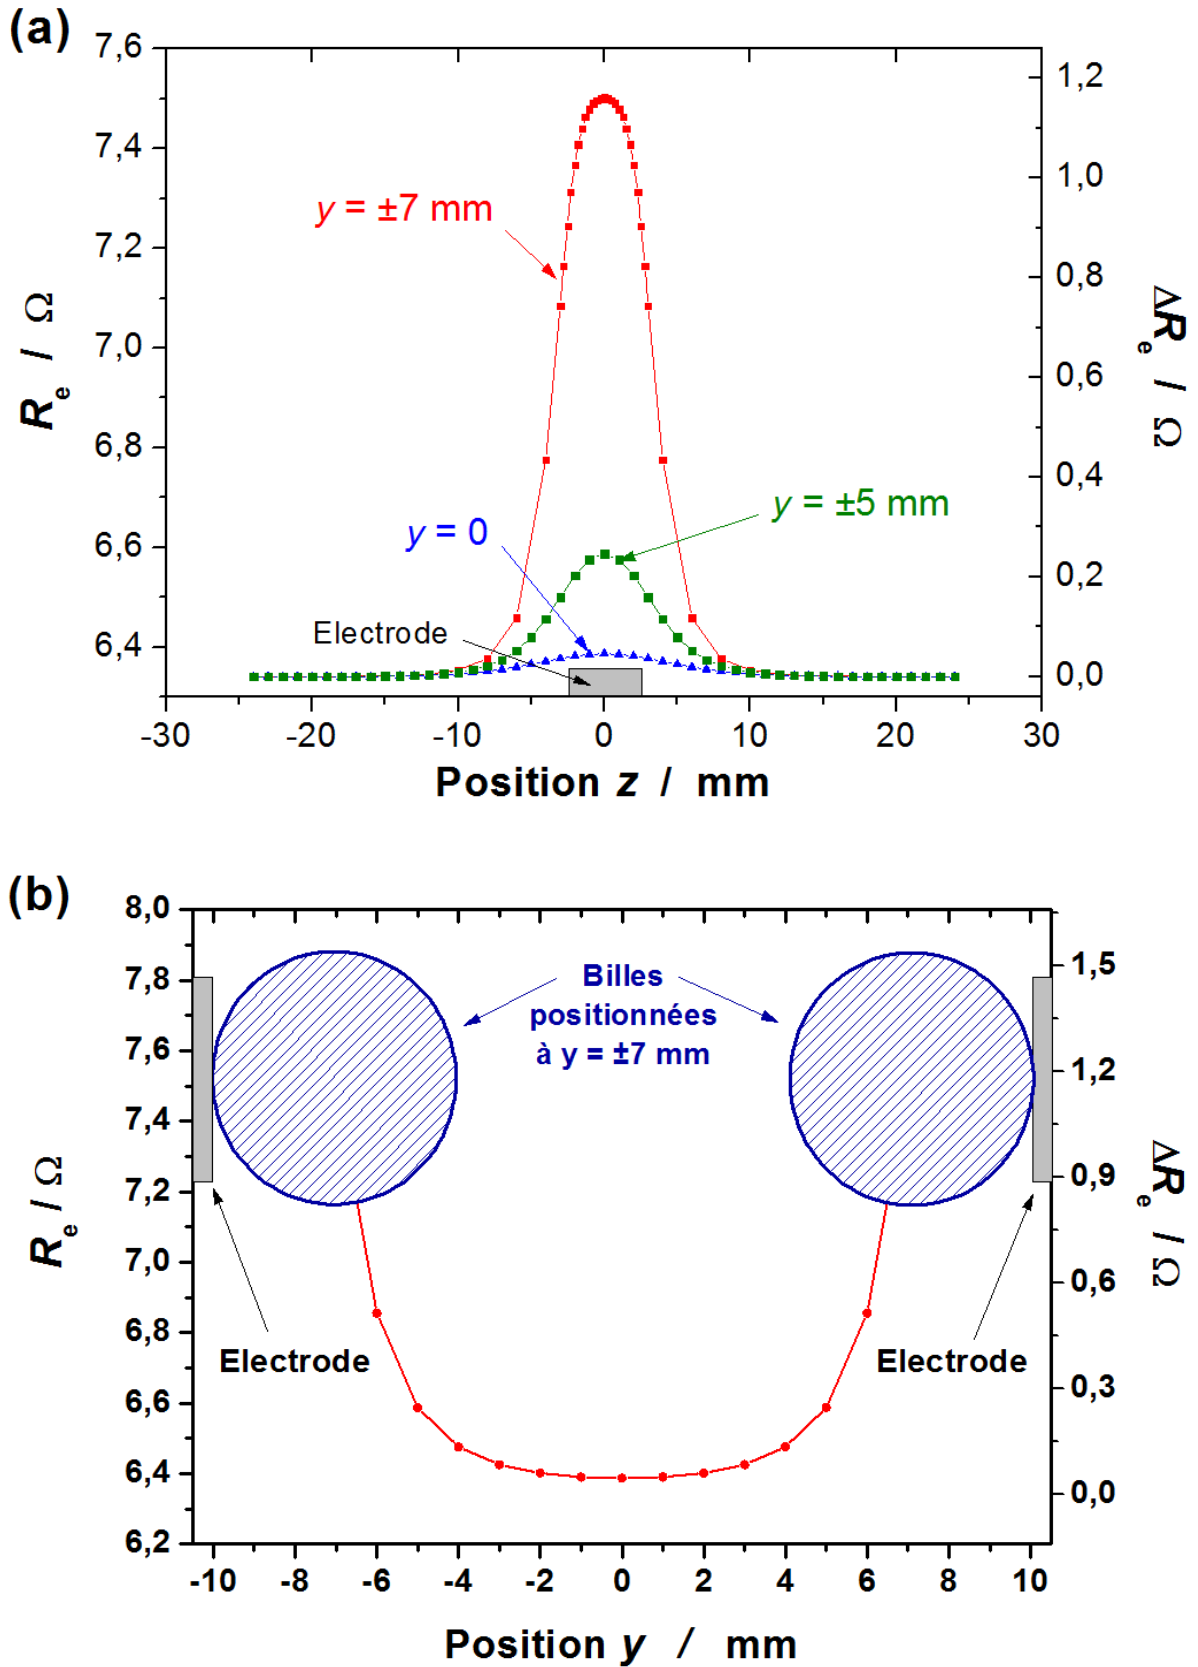 (a)
7,6
7,4
7,2
7,0
6,8
6,6
6,4
R_e / Ω
1,2
1,0
0,8
0,6
0,4
0,2
0,0
ΔR_e / Ω
y = ±7 mm
y = ±5 mm
y = 0
Electrode
-30 -20 -10 0 10 20 30
Position z / mm
(b)
8,0
7,8
7,6
7,4
7,2
7,0
6,8
6,6
6,4
6,2
R_e / Ω
1,5
1,2
0,9
0,6
0,3
0,0
ΔR_e / Ω
Billes
positionnées
à y = ±7 mm
Electrode
Electrode
-10 -8 -6 -4 -2 0 2 4 6 8 10
Position y / mm